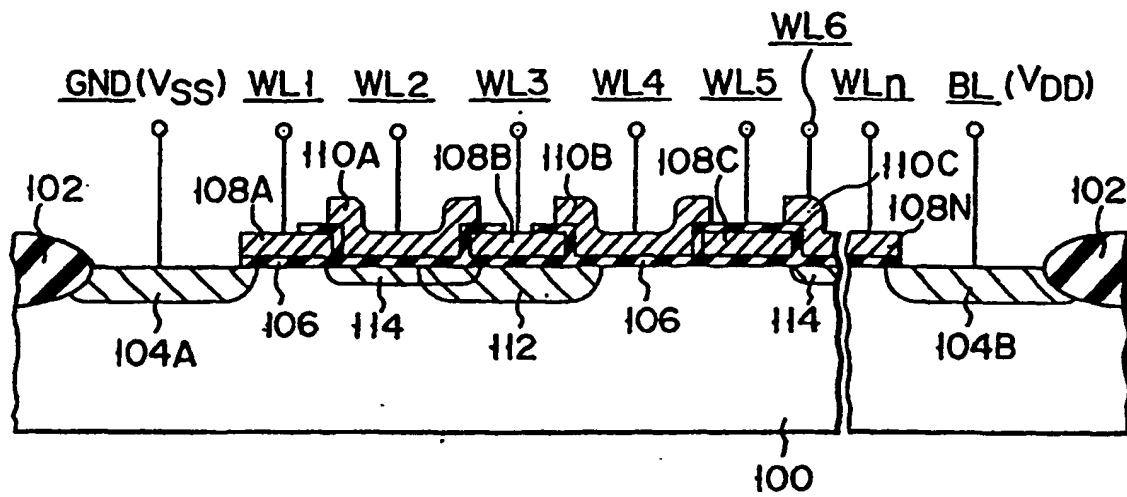 WL6
GND (VSS) WL1 WL2 WL3 WL4 WL5 WLn BL (VDD)
102 108A 110A 108B 110B 108C 110C 108N 102
104A 106 114 112 106 114 104B
100